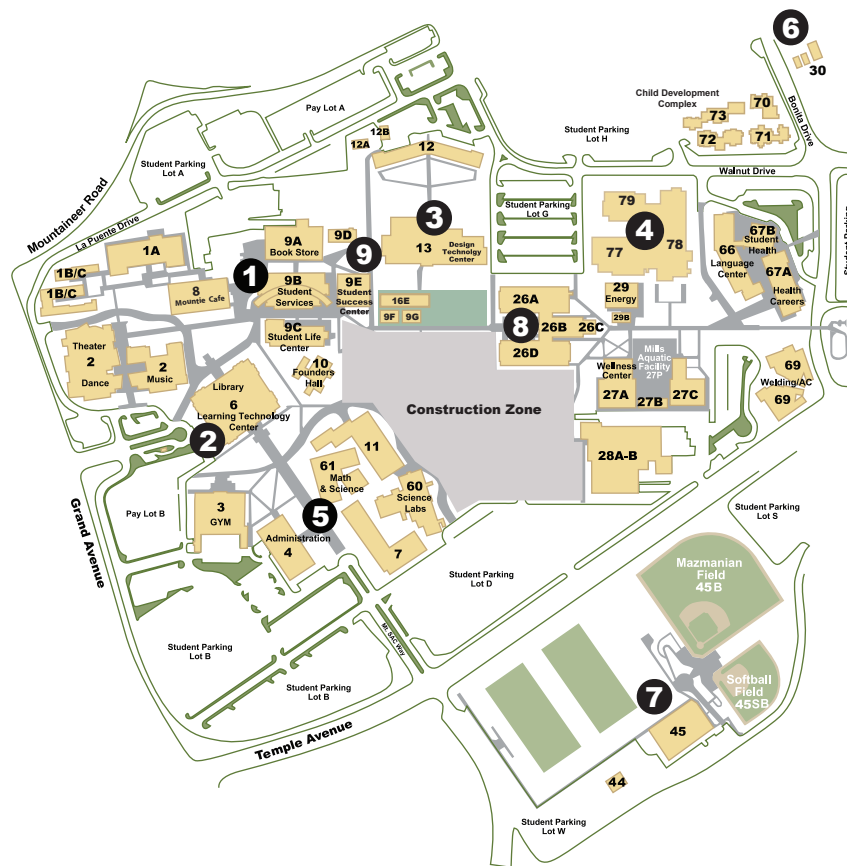 6
30
Bonita Drive
Child Development
Complex
73
70
72
71
Walnut Drive
Pay Lot A
Student Parking
Lot H
Student Parking
Lot A
Mountaineer Road
La Puente Drive
12B
12A
12
Student Parking
Lot G
Student Parking
79
4
77
78
67B
Student
Health
66
Language
Center
67A
Health
Careers
1A
1B/C
1B/C
9A
Book Store
9D
9
3
13
Design
Technolgy
Center
1
8
Mountie Cafe
9B
Student
Services
9E
Student
Success
Center
16E
9F
9G
29
Energy
29B
26A
8
26B
26C
26D
9C
Student Life
Center
10
Founders
Hall
Theater
2
Dance
2
Music
Library
6
Learning Technology
Center
2
Construction Zone
Wellness
Center
Mills
Aquatic
Facility
27P
27A
27B
27C
69
Welding/AC
69
28A-B
11
61
Math
& Science
60
Science
Labs
5
Administration
4
7
3
GYM
Pay Lot B
Grand Avenue
Student Parking
Lot S
Student Parking
Lot D
Mt. SAC Way
Student Parking
Lot B
Student Parking
Lot B
Temple Avenue
Mazmanian
Field
45B
Softball
Field
45SB
7
45
44
Student Parking
Lot W